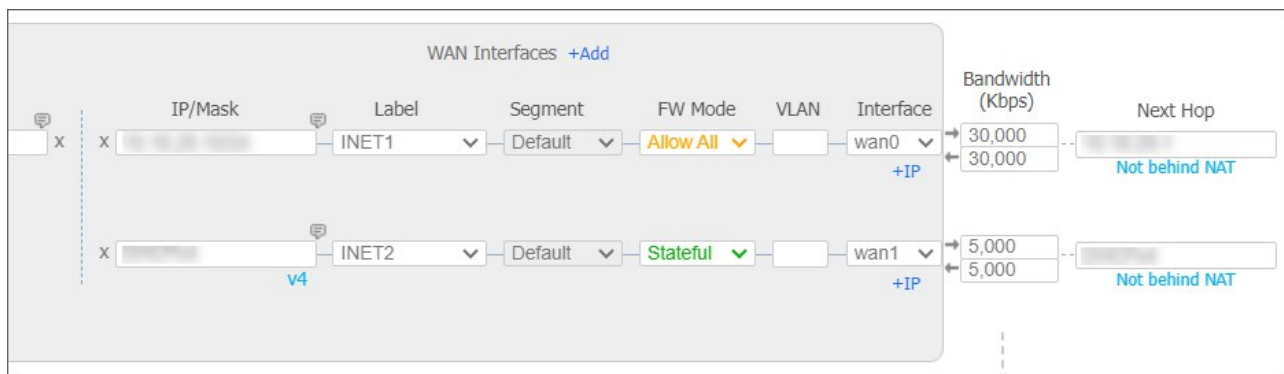 WAN Interfaces +Add
Bandwidth
(Kbps)
IP/Mask Label Segment FW Mode VLAN Interface Next Hop
x x INET1 Default Allow All wan0 30,000
30,000
+IP Not behind NAT
x INET2 Default Stateful wan1 5,000
5,000
v4 +IP Not behind NAT